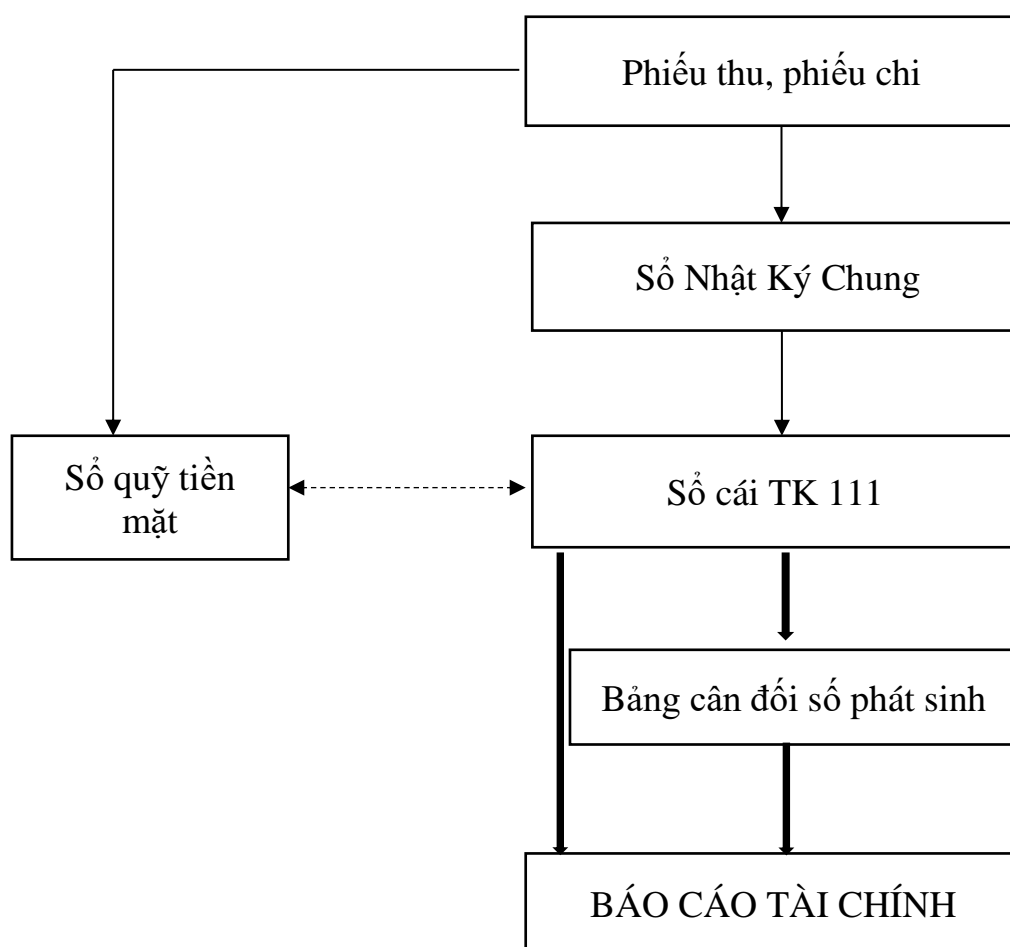 Phiếu thu, phiếu chi
Sổ Nhật Ký Chung
Sổ quỹ tiền
mặt
Sổ cái TK 111
Bảng cân đối số phát sinh
BÁO CÁO TÀI CHÍNH